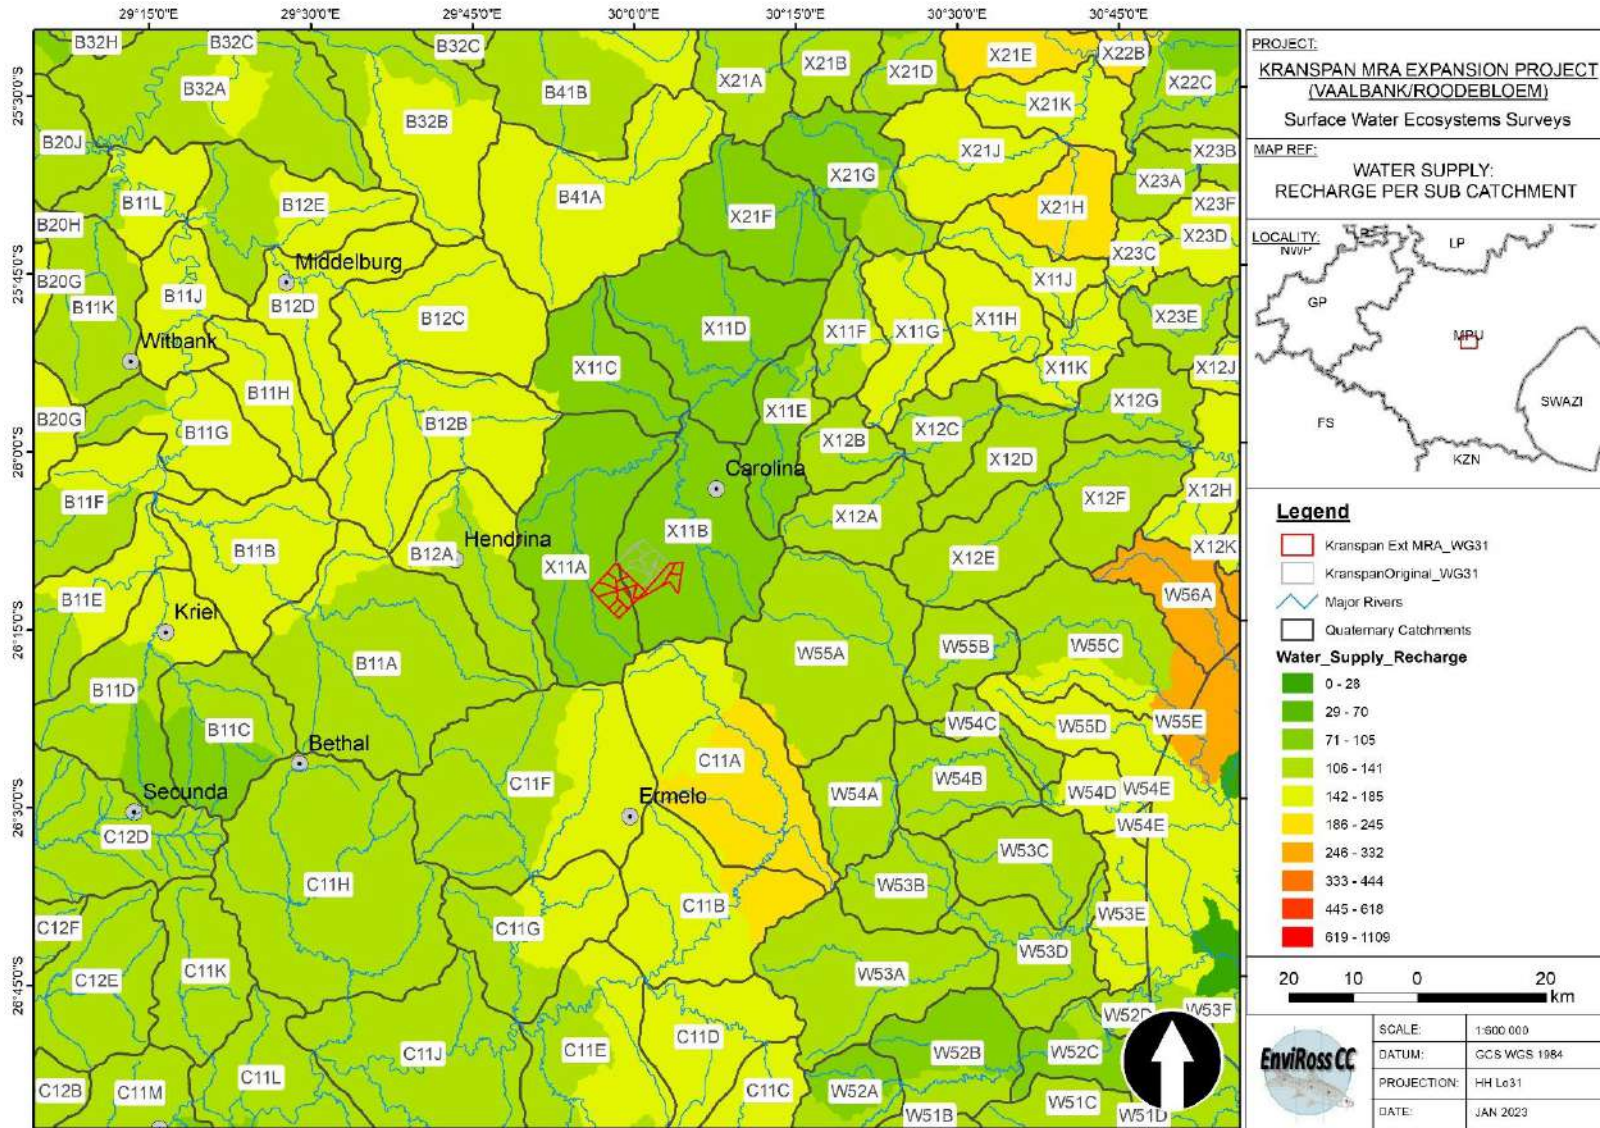 29°15'0"E 29°30'0"E 29°45'0"E 30°0'0"E 30°15'0"E 30°30'0"E 30°45'0"E
25°30'0"S
25°45'0"S
26°0'0"S
26°15'0"S
26°30'0"S
26°45'0"S
B32H
B32C
B32C
X21A
X21B
X21D
X21E
X22B
X22C
B32A
B41B
B32B
X21K
B20J
X21J
X23B
X23A
X21G
B11L
B12E
B41A
X21F
X21H
X23F
B20H
X23D
X23C
Middelburg
B20G
B11K
B11J
B12D
B12C
X11J
X23E
X11D
X11F
X11G
X11H
Witbank
X11C
X11K
X12J
B11H
X11E
X12G
B20G
B11G
B12B
X12B
X12C
X12D
Carolina
B11F
X12F
X12H
X12A
X11B
Hendrina
B11B
B12A
X11A
X12E
X12K
B11E
W56A
Kriel
B11A
W55A
W55B
W55C
B11D
B11C
Bethal
W54C
W55D
W55E
C11A
C11F
W54B
Secunda
Ermelo
W54A
W54D
W54E
C12D
W54E
W53C
C11H
W53B
C11B
W53E
C12F
C11G
C12E
C11K
W53A
W53D
W52D
W53F
C11J
C11E
C11D
W52B
W52C
C12B
C11M
C11L
C11C
W52A
W51B
W51C
W51D
PROJECT:
KRANSPAN MRA EXPANSION PROJECT
(VAALBANK/ROODEBLOEM)
Surface Water Ecosystems Surveys
MAP REF:
WATER SUPPLY:
RECHARGE PER SUB CATCHMENT
LOCALITY:
NWP
LP
GP
MPU
SWAZI
FS
KZN
Legend
Kranspan Ext MRA_WG31
KranspanOriginal_WG31
Major Rivers
Quaternary Catchments
Water_Supply_Recharge
0 - 28
29 - 70
71 - 105
106 - 141
142 - 185
186 - 245
246 - 332
333 - 444
445 - 618
619 - 1109
20 10 0 20
km
EnviRoss CC
SCALE: 1:600 000
DATUM: GCS WGS 1984
PROJECTION: HH Lo31
DATE: JAN 2023